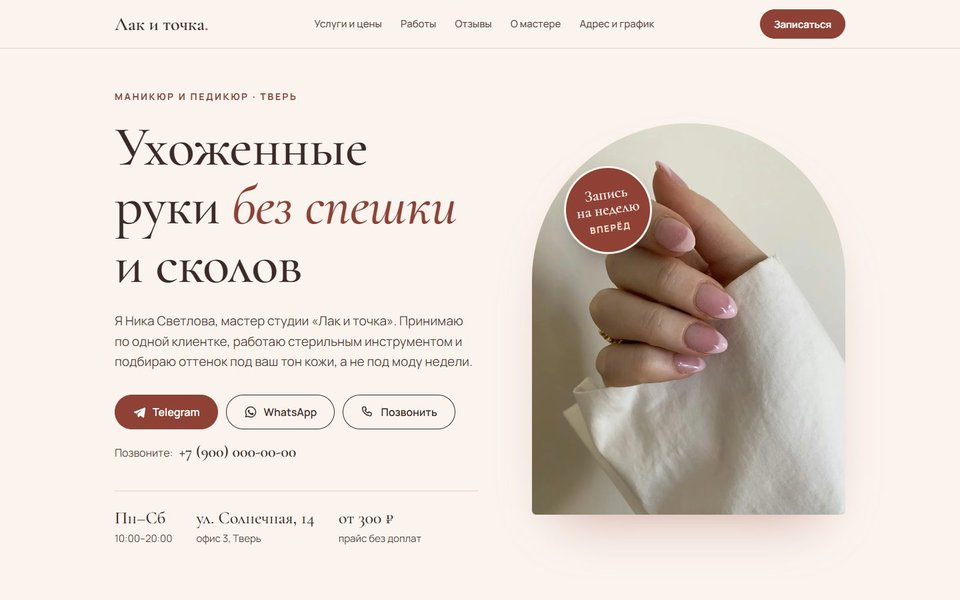 Лак и точка.
Услуги и цены Работы Отзывы О мастере Адрес и график
Записаться
МАНИКЮР И ПЕДИКЮР · ТВЕРЬ
Ухоженные
руки без спешки
и сколов
Я Ника Светлова, мастер студии «Лак и точка». Принимаю
по одной клиентке, работаю стерильным инструментом и
подбираю оттенок под ваш тон кожи, а не под моду недели.
Telegram WhatsApp Позвонить
Позвоните: +7 (900) 000-00-00
Пн–Сб ул. Солнечная, 14 от 300 ₽
10:00–20:00 офис 3, Тверь прайс без доплат
Запись
на неделю
ВПЕРЁД